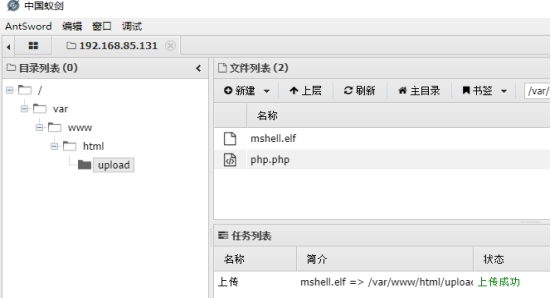 中国蚁剑
AntSword 编辑 窗口 调试
192.168.85.131
目录列表 (0)
/
var
www
html
upload
文件列表 (2)
新建 上层 刷新 主目录 书签 /var/
名称
mshell.elf
php.php
任务列表
名称 简介 状态
上传 mshell.elf => /var/www/html/upload 上传成功